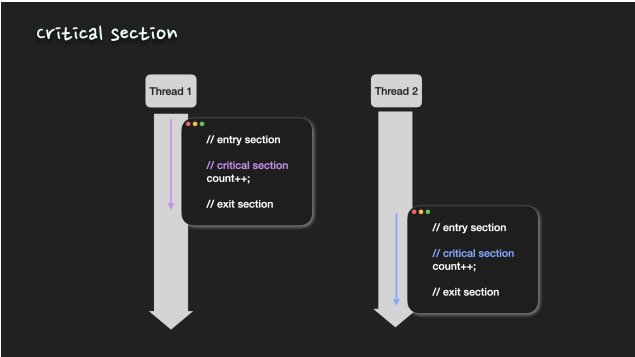 critical section
Thread 1
Thread 2
// entry section
// critical section
count++;
// exit section
// entry section
// critical section
count++;
// exit section